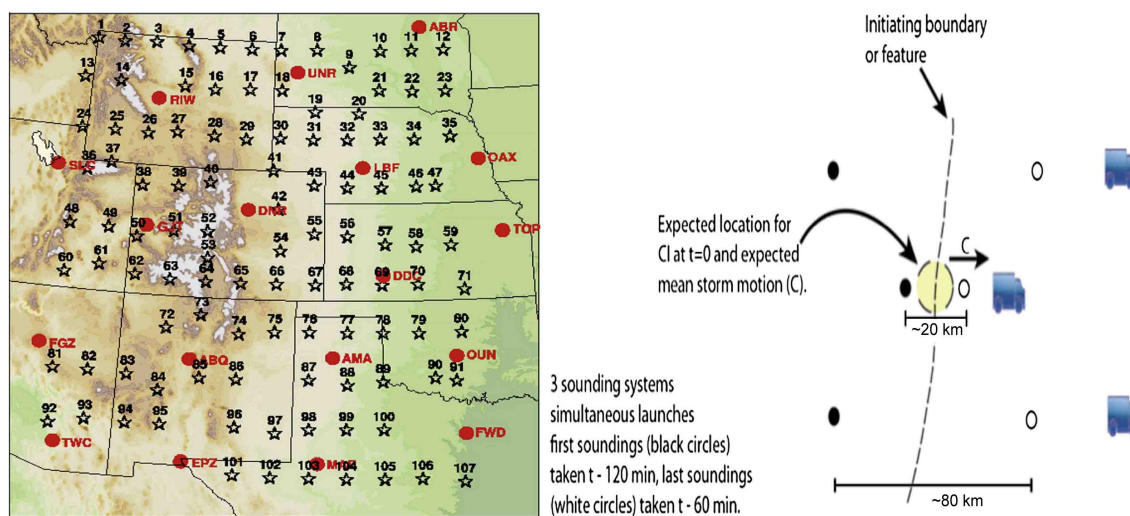 1 2 3 4 5 6 7 8 9 10 11 12
ABR
13 14 15 16 17 18 21 22 23
UNR
RIW
19 20
24 25 26 27 28 29 30 31 32 33 34 35
SLC
36 37 38 39 40 41 43 44 45 46 47
LBF
OAX
48 49 50 51 52 42 55 56 57 58 59
GJT
DNR
TOP
60 61 62 63 53 64 54 65 66 67 68 69 70 71
DDC
72 73 74 75 76 77 78 79 80
FGZ
ABQ
AMA
OUN
81 82 83 84 85 86 87 88 89 90 91
92 93 94 95 96 97 98 99 100
TWC
FWD
EPZ
MAF
101 102 103 104 105 106 107
Initiating boundary
or feature
Expected location for
CI at t=0 and expected
mean storm motion (C).
C
~20 km
3 sounding systems
simultaneous launches
first soundings (black circles)
taken t - 120 min, last soundings
(white circles) taken t - 60 min.
~80 km